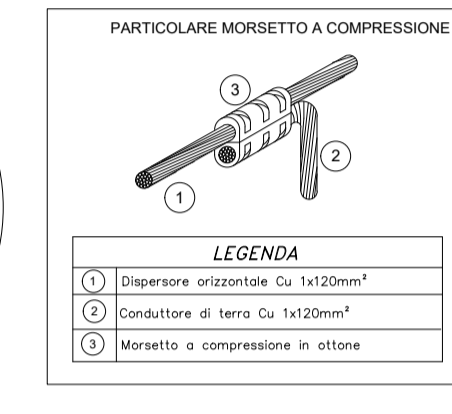 PARTICOLARE MORSETTO A COMPRESSIONE
3
2
1
LEGENDA
1 Dispersore orizzontale Cu 1x120mm²
2 Conduttore di terra Cu 1x120mm²
3 Morsetto a compressione in ottone